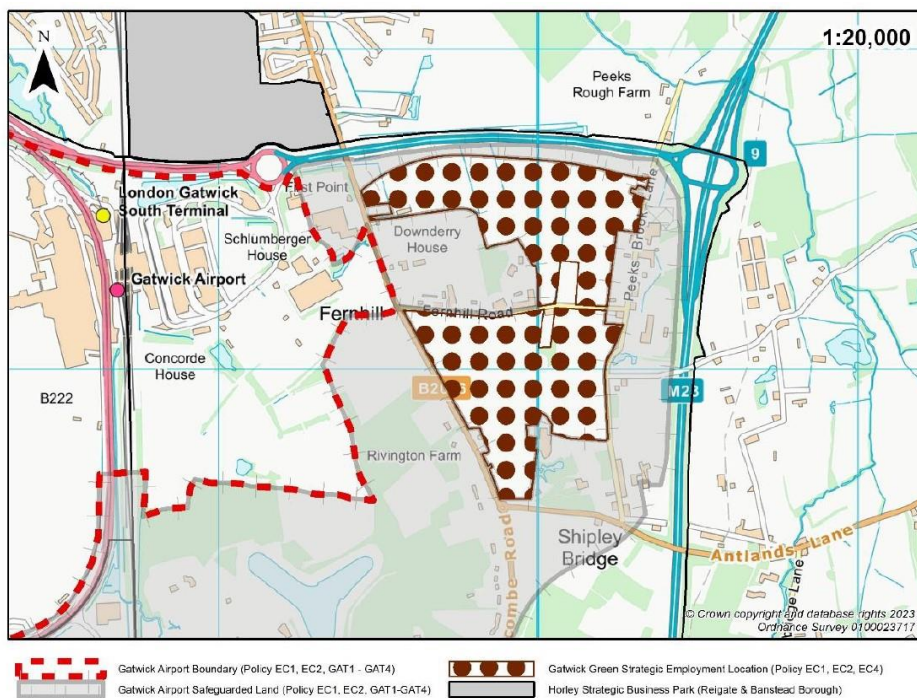 1:20,000
N
Peeks
Rough Farm
9
First Point
London Gatwick
South Terminal
Schlumberger
House
Downderry
House
Peeks Brook Lane
Gatwick Airport
Fernhill
Fernhill Road
Concorde
House
B222
M23
Rivington Farm
Shipley
Bridge
Antlands Lane
© Crown copyright and database rights 2023
Ordnance Survey 0100023717
Gatwick Airport Boundary (Policy EC1, EC2, GAT1 - GAT4)
Gatwick Green Strategic Employment Location (Policy EC1, EC2, EC4)
Gatwick Airport Safeguarded Land (Policy EC1, EC2, GAT1-GAT4)
Horley Strategic Business Park (Reigate & Banstead Borough)